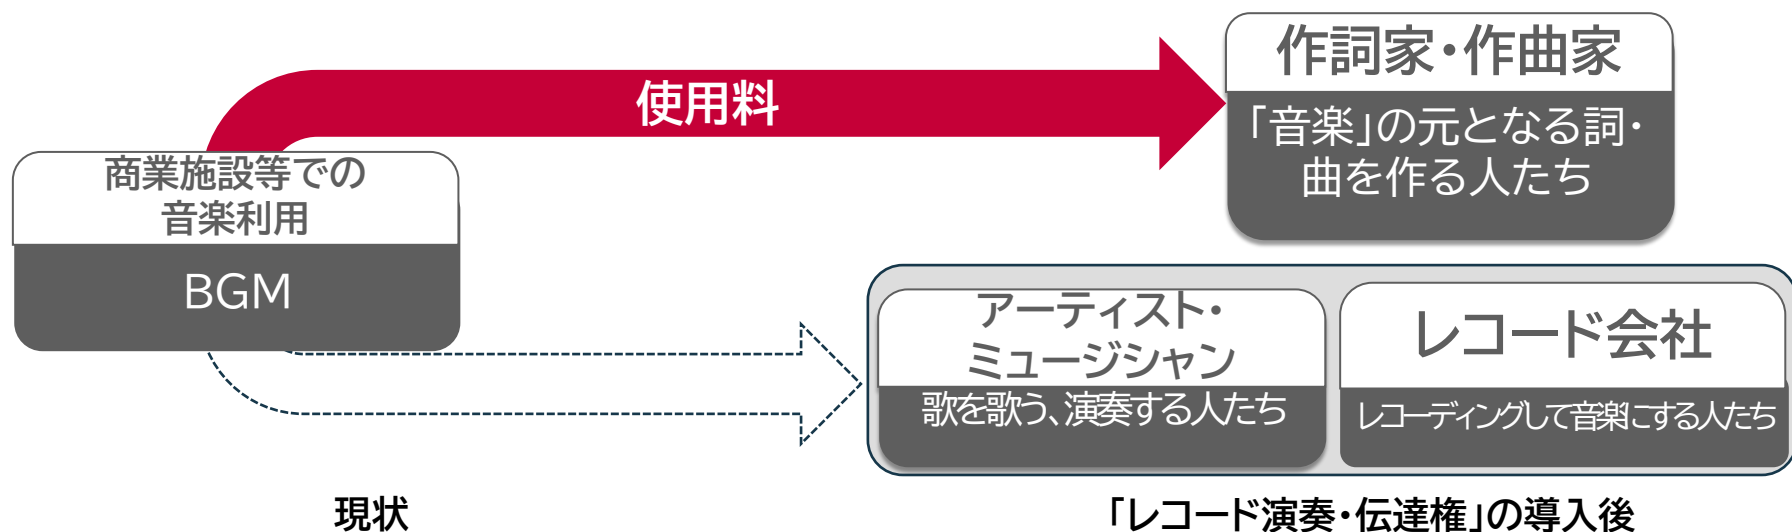 使用料
作詞家・作曲家
「音楽」の元となる詞・
曲を作る人たち
商業施設等での
音楽利用
BGM
アーティスト・
ミュージシャン
歌を歌う、演奏する人たち
レコード会社
レコーディングして音楽にする人たち
現状
「レコード演奏・伝達権」の導入後